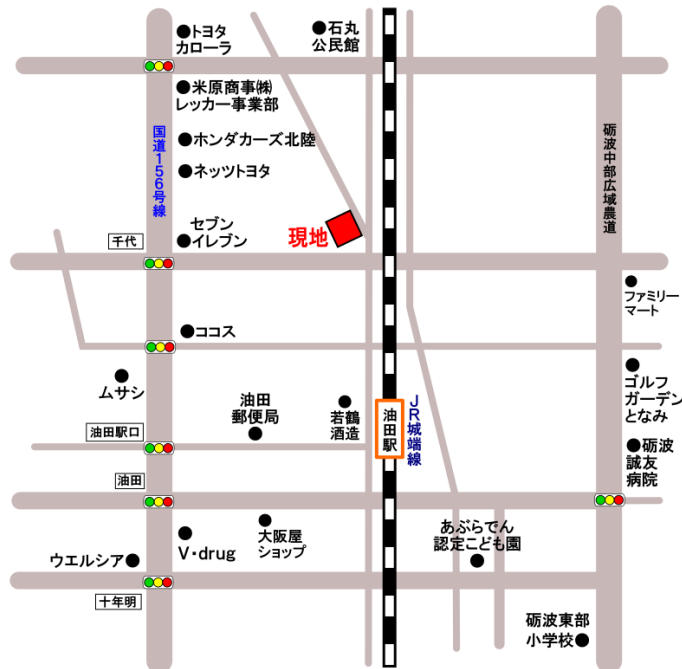 ●トヨタ
カローラ
●石丸
公民館
●米原商事㈱
レッカー事業部
国道156号線
●ホンダカーズ北陸
砺波中部広域農道
●ネッツトヨタ
セブン
●イレブン
現地
千代
ファミリー
マート
●ココス
ムサシ
ゴルフ
ガーデン
となみ
油田
郵便局
若鶴
酒造
油田駅
JR城端線
油田駅口
●砺波
誠友
病院
油田
V・drug
大阪屋
ショップ
あぶらでん
認定こども園
ウエルシア●
十年明
砺波東部
小学校●